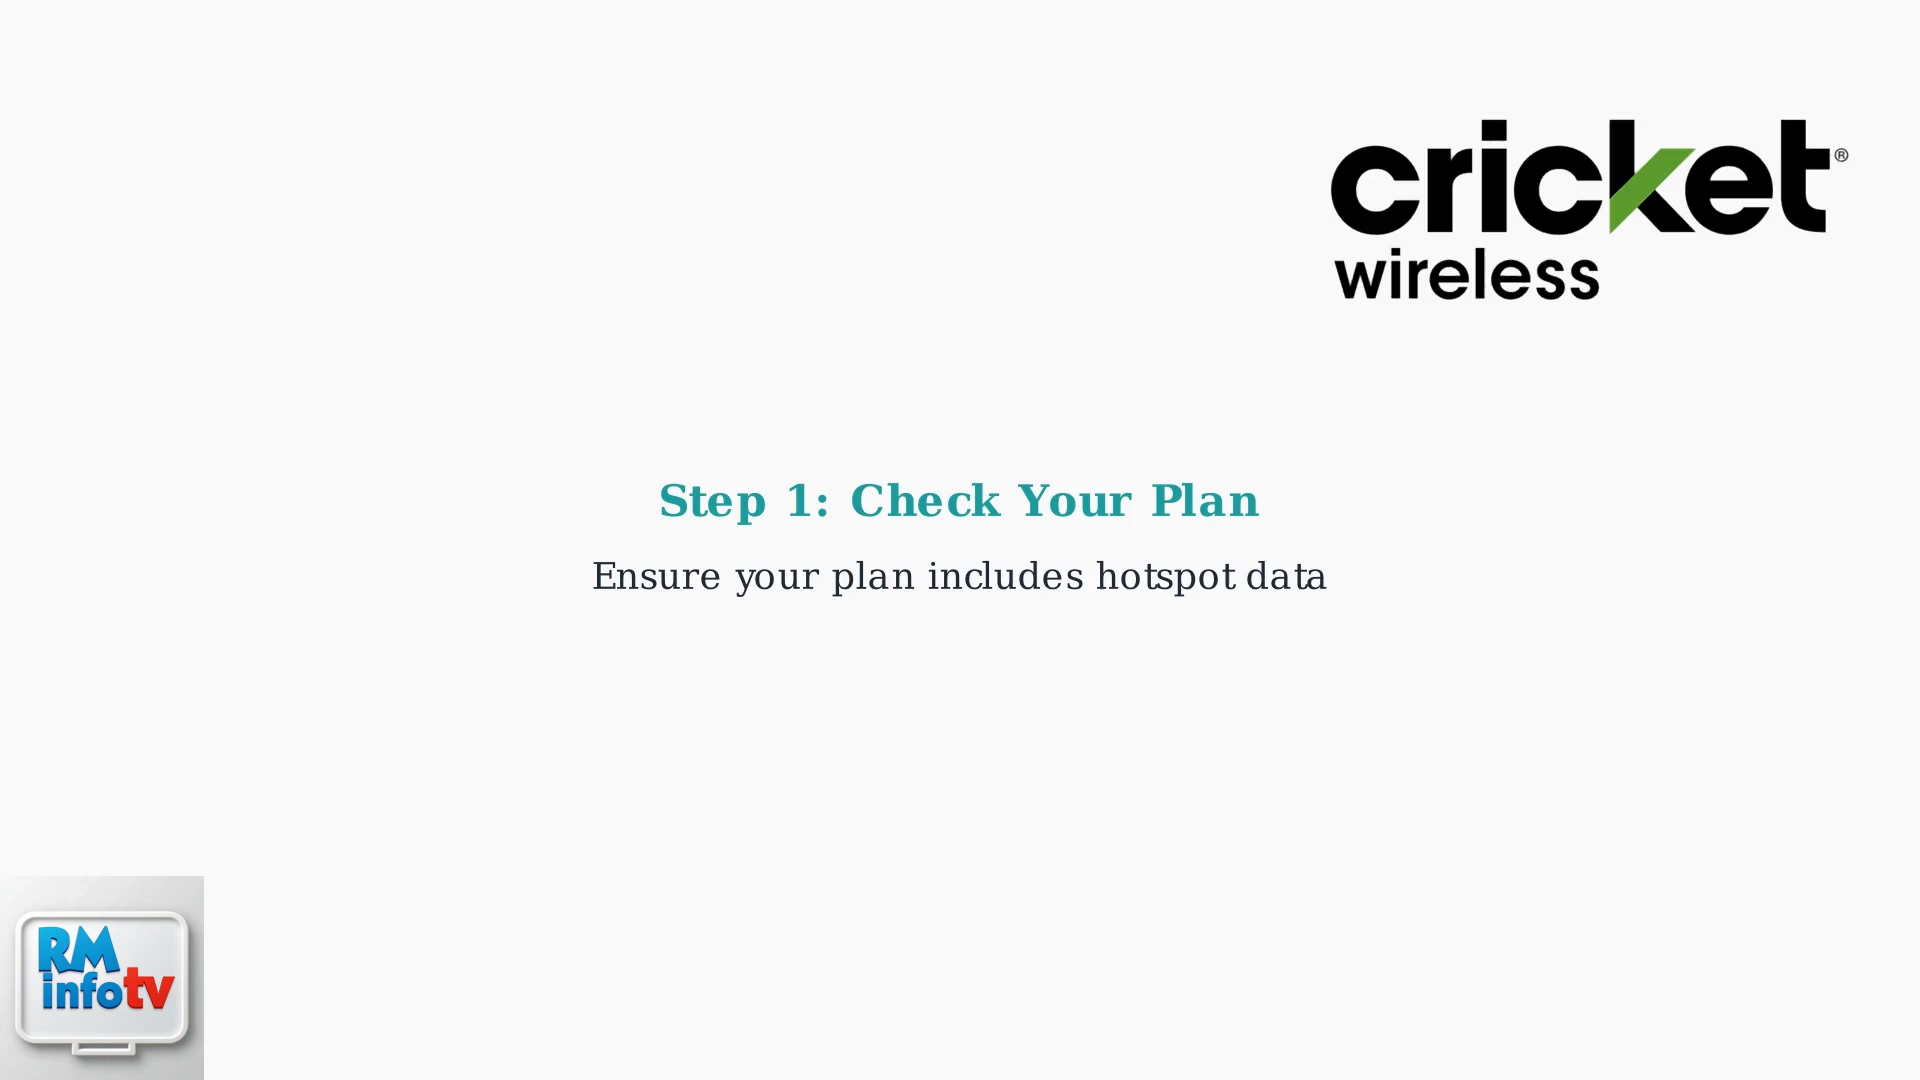 cricket®
wireless
Step 1: Check Your Plan
Ensure your plan includes hotspot data
RM
infotv